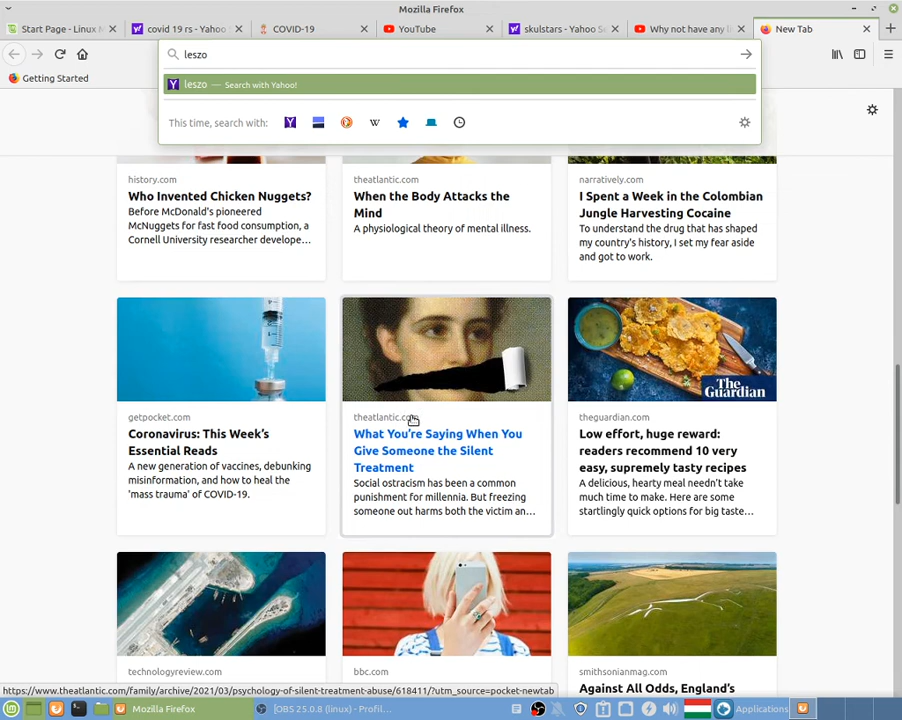 Mozilla Firefox
Start Page - Linux M
covid 19 rs - Yahoo
COVID-19
YouTube
skulstars - Yahoo Se
Why not have any l
New Tab
leszo
Getting Started
leszo — Search with Yahoo!
This time, search with:
history.com
Who Invented Chicken Nuggets?
Before McDonald's pioneered
McNuggets for fast food consumption, a
Cornell University researcher develope…
theatlantic.com
When the Body Attacks the
Mind
A physiological theory of mental illness.
narratively.com
I Spent a Week in the Colombian
Jungle Harvesting Cocaine
To understand the drug that has shaped
my country's history, I set my fear aside
and got to work.
getpocket.com
Coronavirus: This Week's
Essential Reads
A new generation of vaccines, debunking
misinformation, and how to heal the
'mass trauma' of COVID-19.
theatlantic.com
What You're Saying When You
Give Someone the Silent
Treatment
Social ostracism has been a common
punishment for millennia. But freezing
someone out harms both the victim an…
The
Guardian
theguardian.com
Low effort, huge reward:
readers recommend 10 very
easy, supremely tasty recipes
A delicious, hearty meal needn't take
much time to make. Here are some
startlingly quick options for big taste…
technologyreview.com
bbc.com
smithsonianmag.com
Against All Odds, England's
https://www.theatlantic.com/family/archive/2021/03/psychology-of-silent-treatment-abuse/618411/?utm_source=pocket-newtab
Mozilla Firefox
[OBS 25.0.8 (linux) - Profil…
Applications